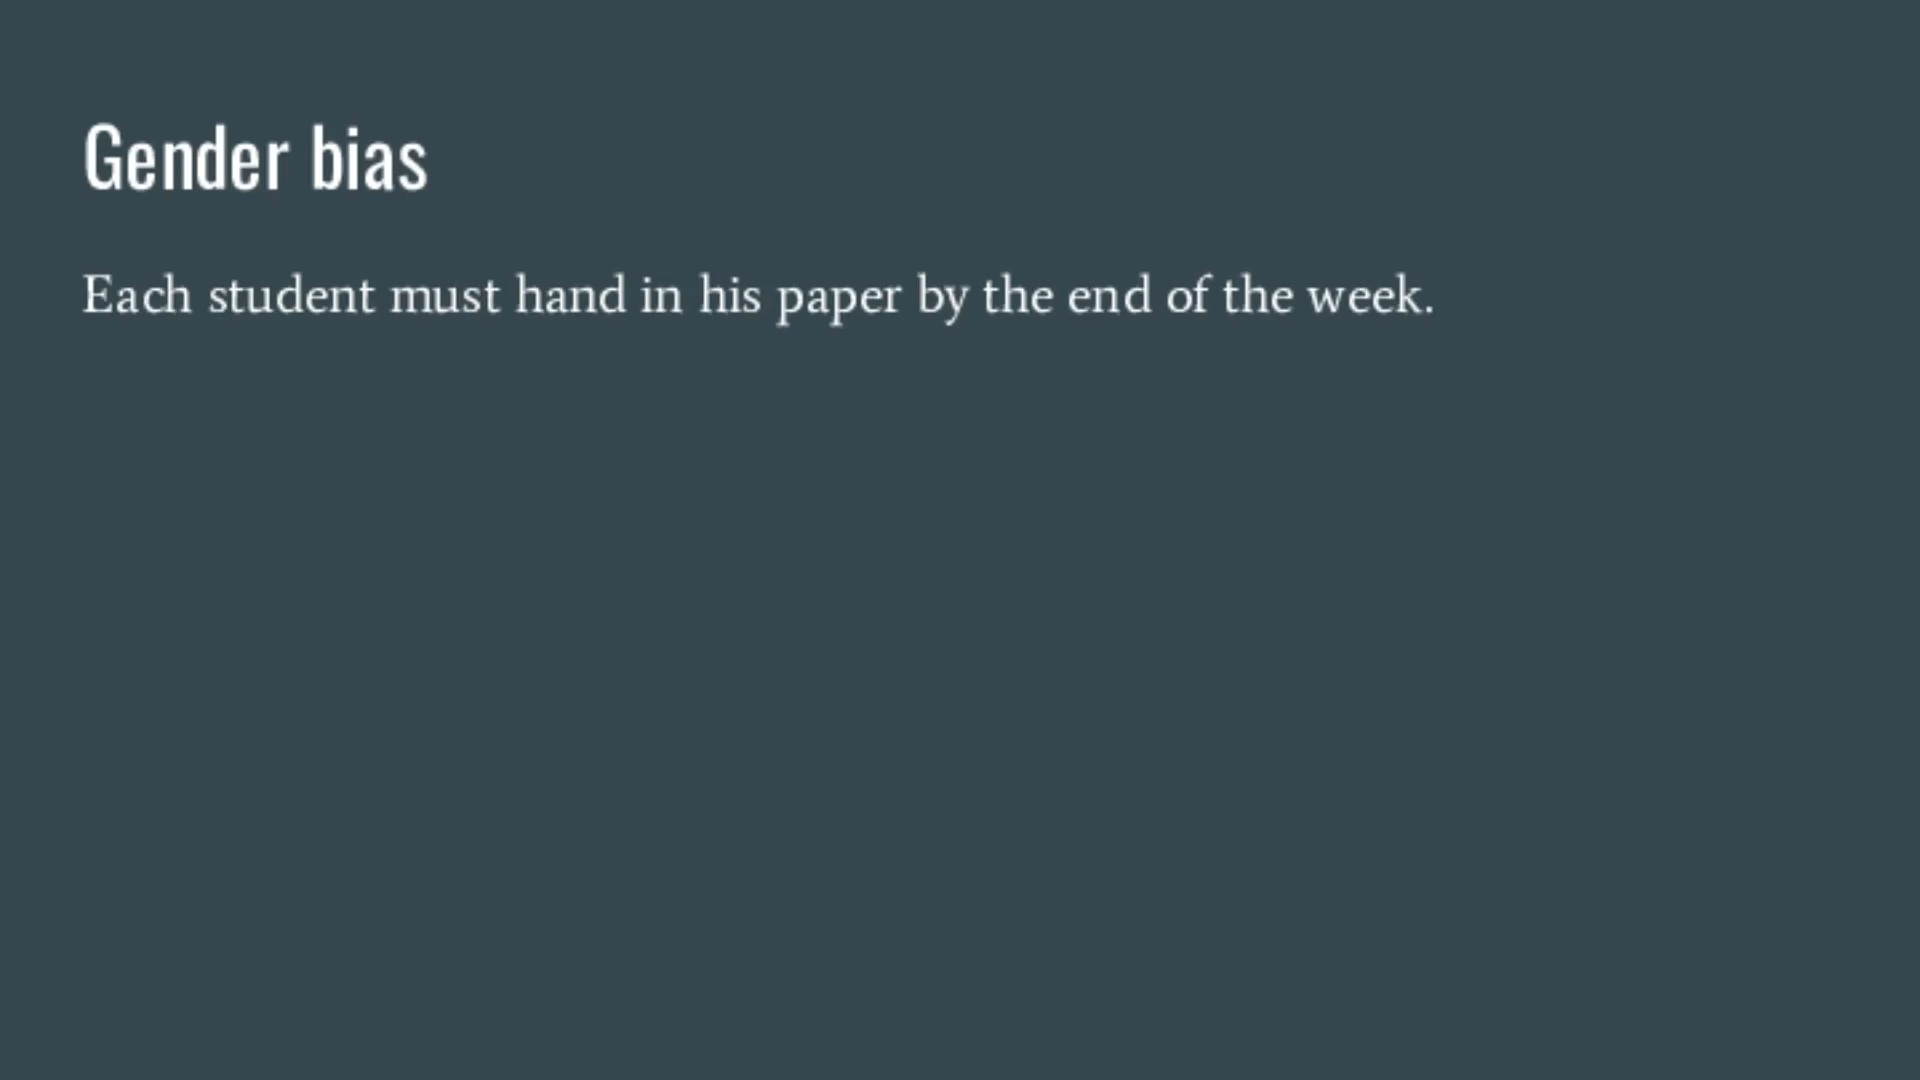 Gender bias
Each student must hand in his paper by the end of the week.